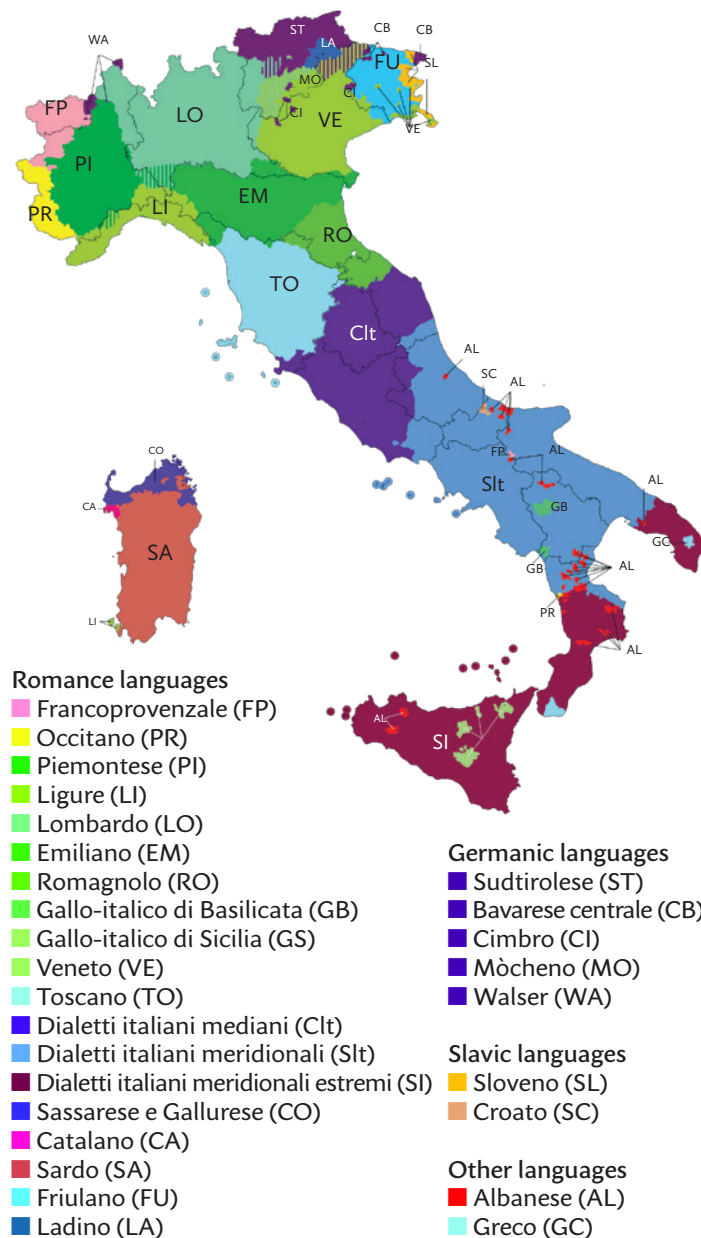 ST
CB
CB
WA
LA
FU
SL
MO
FP
LO
CI
CI
VE
VE
PI
EM
PR
LI
RO
TO
Clt
AL
SC
AL
CO
FP
AL
Slt
AL
CA
GB
GC
SA
GB
AL
LI
PR
AL
AL
SI
Romance languages
Francoprovenzale (FP)
Occitano (PR)
Piemontese (PI)
Ligure (LI)
Lombardo (LO)
Emiliano (EM)
Romagnolo (RO)
Gallo-italico di Basilicata (GB)
Gallo-italico di Sicilia (GS)
Veneto (VE)
Toscano (TO)
Dialetti italiani mediani (Clt)
Dialetti italiani meridionali (Slt)
Dialetti italiani meridionali estremi (SI)
Sassarese e Gallurese (CO)
Catalano (CA)
Sardo (SA)
Friulano (FU)
Ladino (LA)
Germanic languages
Sudtirolese (ST)
Bavarese centrale (CB)
Cimbro (CI)
Mòcheno (MO)
Walser (WA)
Slavic languages
Sloveno (SL)
Croato (SC)
Other languages
Albanese (AL)
Greco (GC)